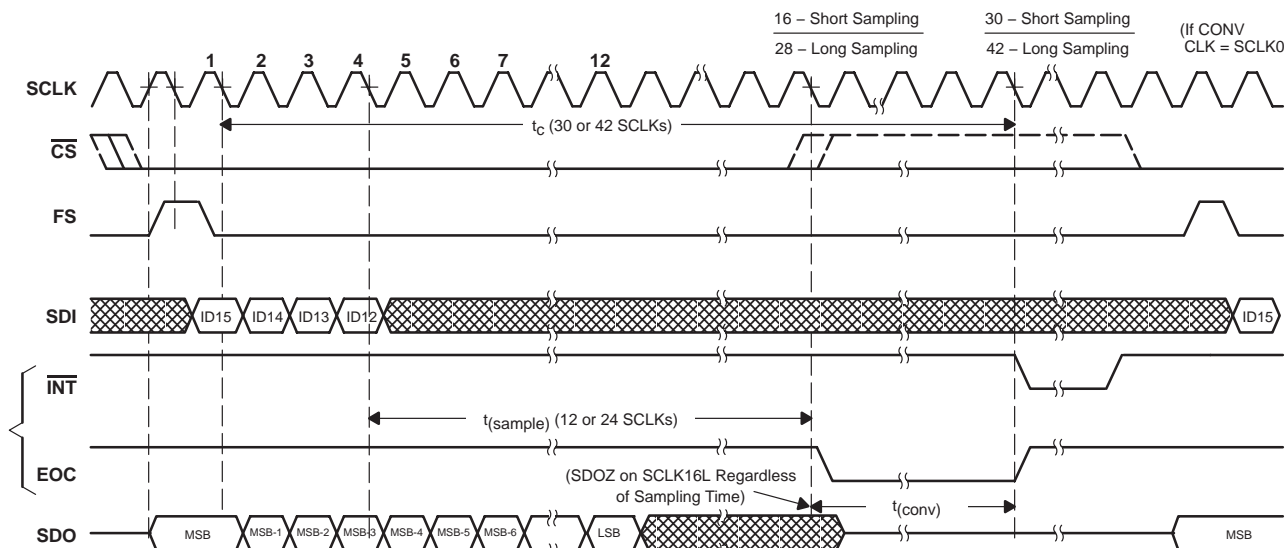 16 – Short Sampling
28 – Long Sampling
30 – Short Sampling
42 – Long Sampling
(If CONV
CLK = SCLK0
1 2 3 4 5 6 7 12
SCLK
tc (30 or 42 SCLKs)
CS
FS
SDI
ID15 ID14 ID13 ID12 ID15
INT
t(sample) (12 or 24 SCLKs)
EOC
(SDOZ on SCLK16L Regardless
of Sampling Time)
t(conv)
SDO
MSB MSB-1 MSB-2 MSB-3 MSB-4 MSB-5 MSB-6 LSB MSB